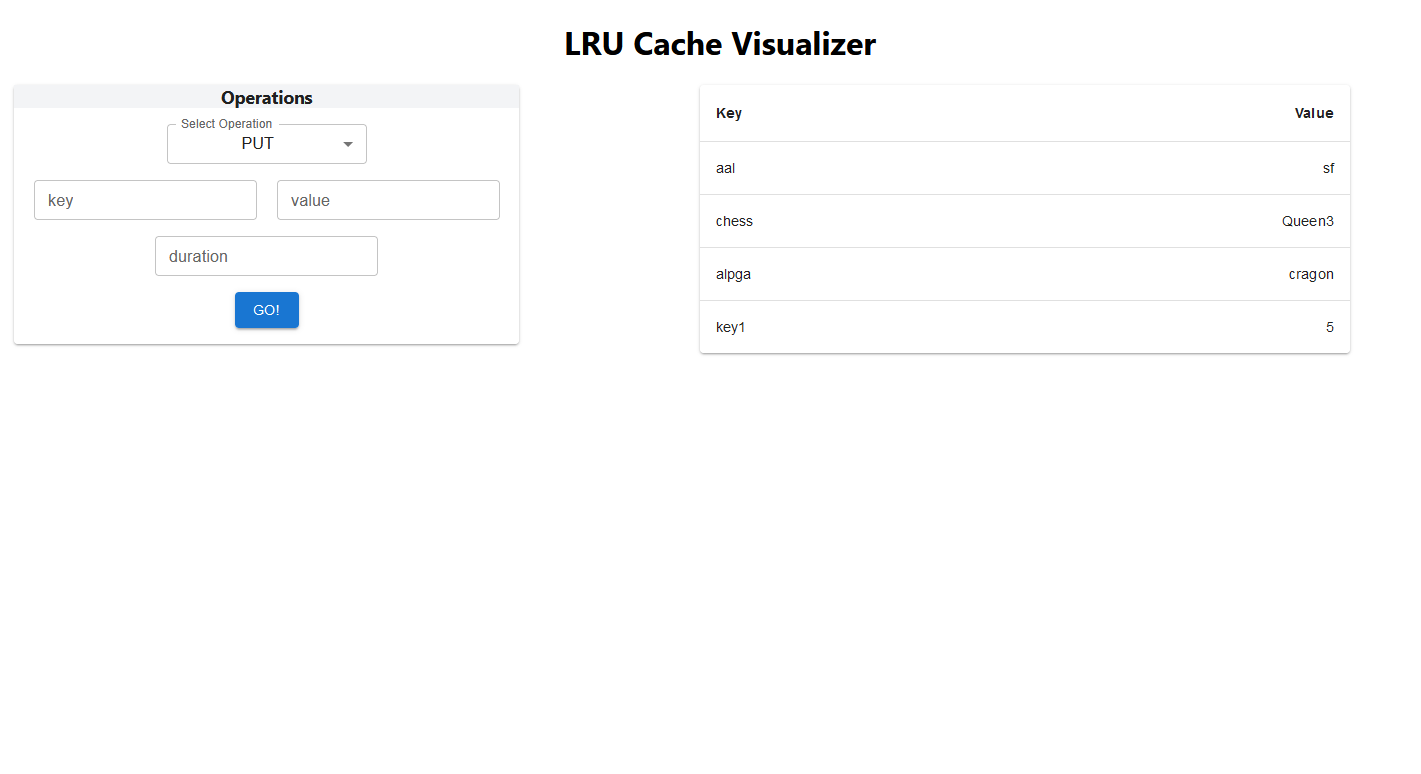 LRU Cache Visualizer
Operations
Select Operation
PUT
key value
duration
GO!
Key Value
aal sf
chess Queen3
alpga cragon
key1 5